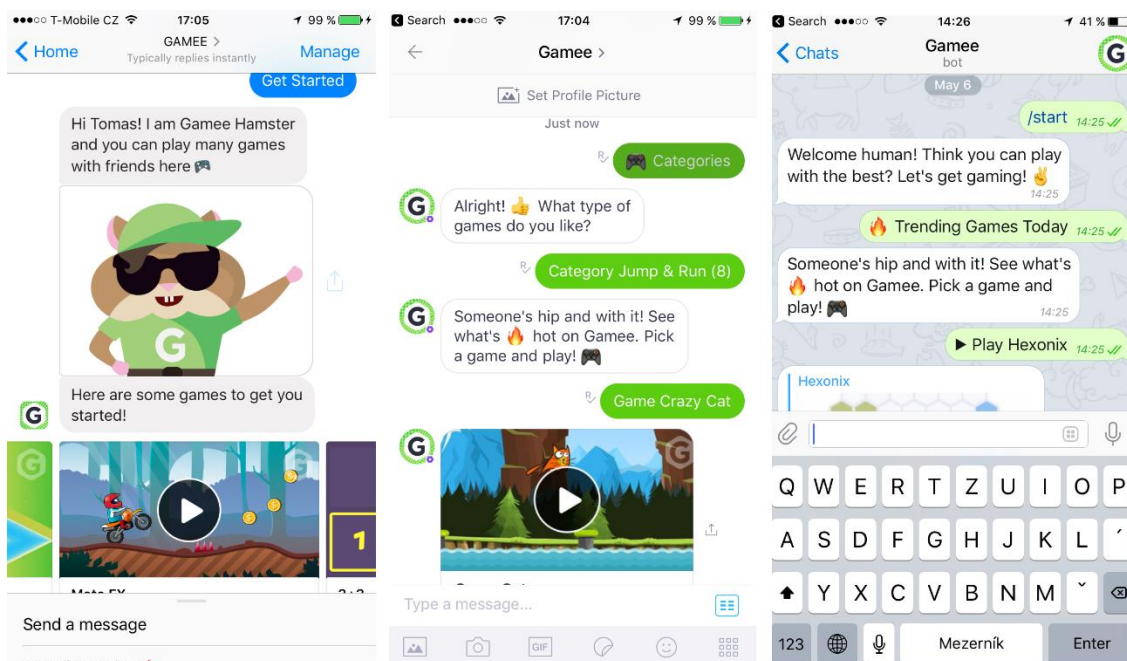 T-Mobile CZ 17:05 99 %
Home GAMEE > Manage
Typically replies instantly
Get Started
Hi Tomas! I am Gamee Hamster
and you can play many games
with friends here 🎮
G
Here are some games to get you
started!
G
G
1
Send a message
Search 17:04 99 %
Gamee >
Set Profile Picture
Just now
R 🎮 Categories
G
Alright! 👍 What type of
games do you like?
R Category Jump & Run (8)
G
Someone's hip and with it! See
what's 🔥 hot on Gamee. Pick
a game and play! 🎮
R Game Crazy Cat
G
G
Type a message...
GIF
Search 14:26 41 %
Chats Gamee G
bot
May 6
/start 14:25
Welcome human! Think you can play
with the best? Let's get gaming! ✌
14:25
🔥 Trending Games Today 14:25
Someone's hip and with it! See what's
🔥 hot on Gamee. Pick a game and
play! 🎮 14:25
▶ Play Hexonix 14:25
Hexonix
Q W E R T Z U I O P
A S D F G H J K L ´
Y X C V B N M ˇ
123 Mezerník Enter